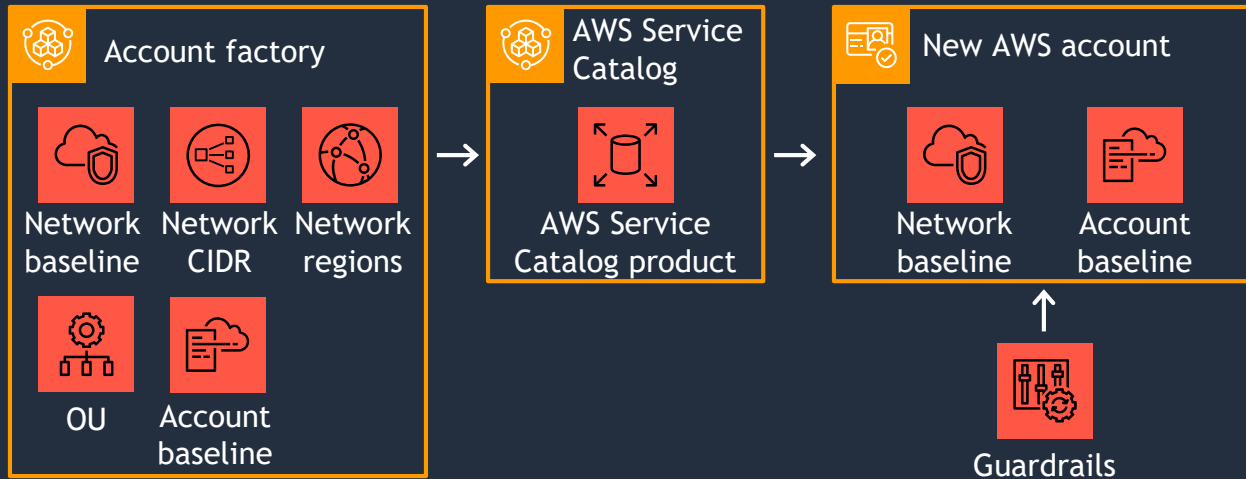 Account factory
Network
baseline
Network
CIDR
Network
regions
OU
Account
baseline
AWS Service
Catalog
AWS Service
Catalog product
New AWS account
Network
baseline
Account
baseline
Guardrails